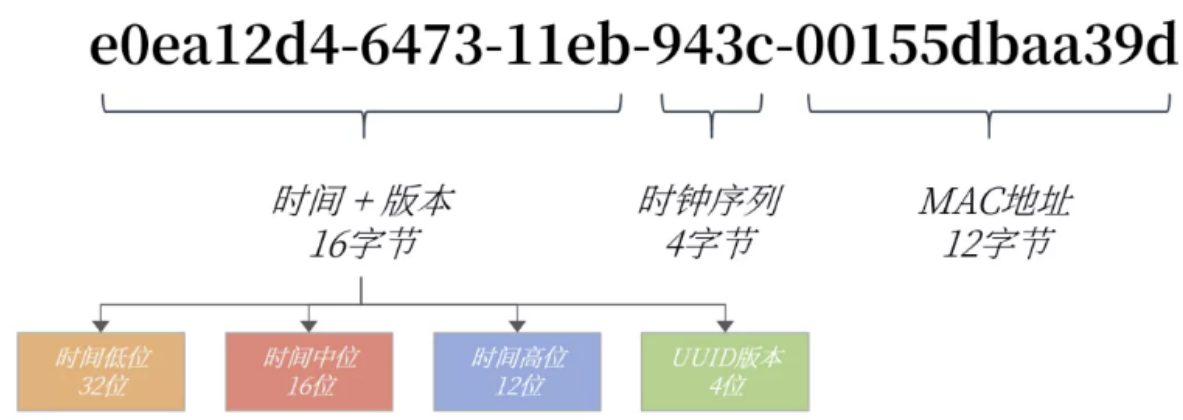 e0ea12d4-6473-11eb-943c-00155dbaa39d
时间 + 版本
16字节
时钟序列
4字节
MAC地址
12字节
时间低位
32位
时间中位
16位
时间高位
12位
UUID版本
4位